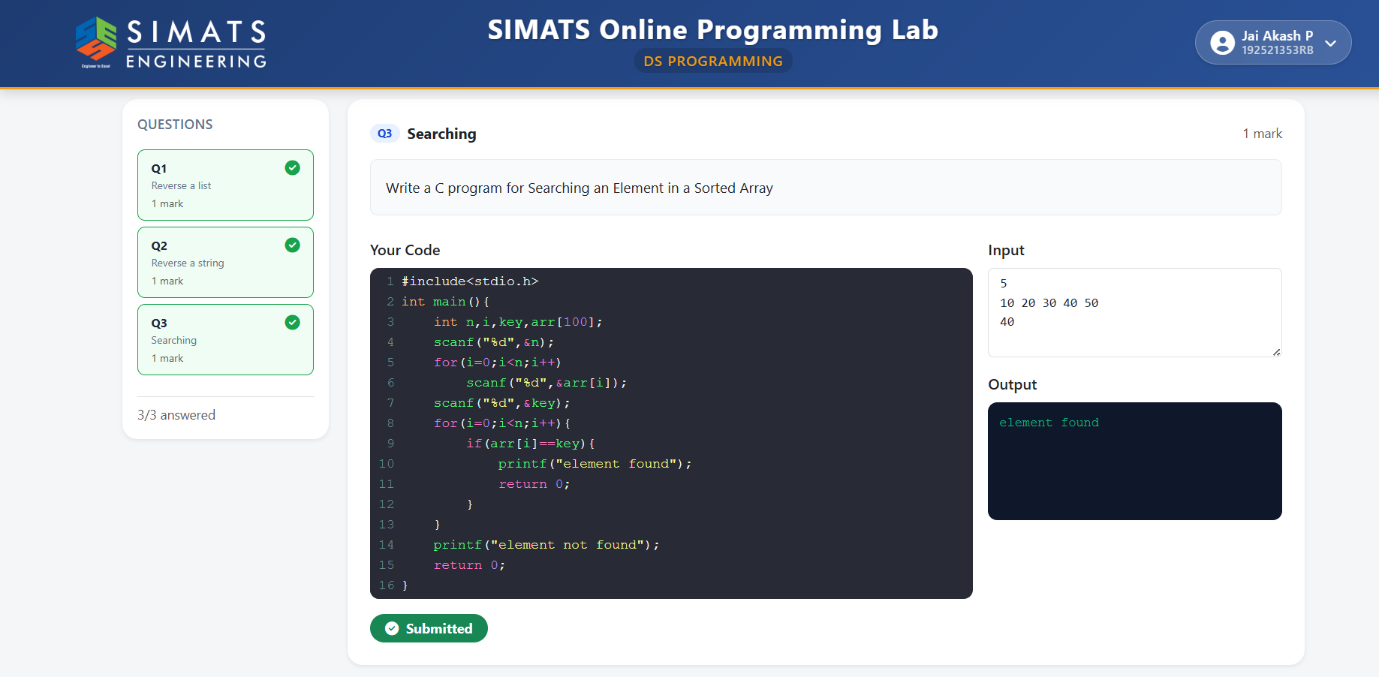 SIMATS
ENGINEERING
Engineer to Excel
SIMATS Online Programming Lab
DS PROGRAMMING
Jai Akash P
192521353RB
QUESTIONS
Q1
Reverse a list
1 mark
Q2
Reverse a string
1 mark
Q3
Searching
1 mark
3/3 answered
Q3 Searching
1 mark
Write a C program for Searching an Element in a Sorted Array
Your Code
1 #include<stdio.h>
2 int main(){
3     int n,i,key,arr[100];
4     scanf("%d",&n);
5     for(i=0;i<n;i++)
6         scanf("%d",&arr[i]);
7     scanf("%d",&key);
8     for(i=0;i<n;i++){
9         if(arr[i]==key){
10             printf("element found");
11             return 0;
12         }
13     }
14     printf("element not found");
15     return 0;
16 }
Submitted
Input
5
10 20 30 40 50
40
Output
element found